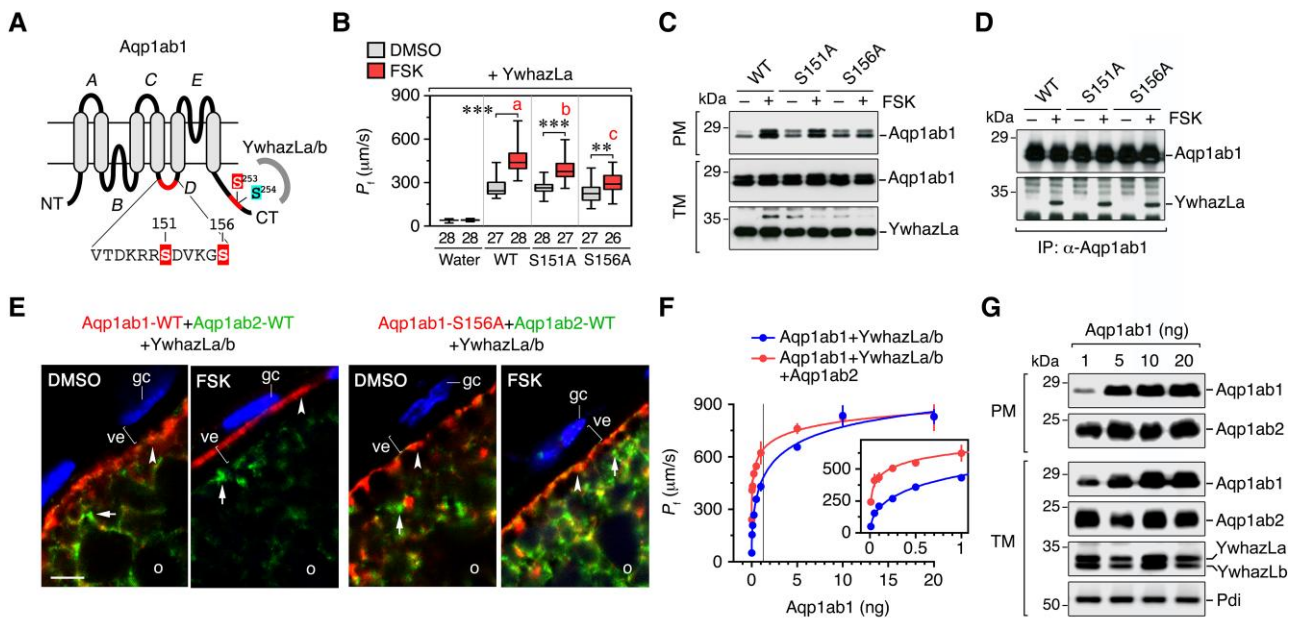 A
Aqp1ab1
A
C
E
B
D
YwhazLa/b
S253
S254
NT
CT
151
156
VTDKRRSDVKGS
B
DMSO
FSK
+ YwhazLa
Pf (μm/s)
900
600
300
0
***
a
***
b
**
c
28 28 27 28 28 27 27 26
Water WT S151A S156A
C
WT S151A S156A
kDa
– + – + – + FSK
PM
29
Aqp1ab1
TM
Aqp1ab1
35
YwhazLa
D
WT S151A S156A
kDa
– + – + – + FSK
29
Aqp1ab1
35
YwhazLa
IP: α-Aqp1ab1
E
Aqp1ab1-WT+Aqp1ab2-WT
+YwhazLa/b
Aqp1ab1-S156A+Aqp1ab2-WT
+YwhazLa/b
DMSO
gc
ve
o
FSK
gc
ve
o
DMSO
gc
ve
o
FSK
gc
ve
o
F
Aqp1ab1+YwhazLa/b
Aqp1ab1+YwhazLa/b
+Aqp1ab2
Pf (μm/s)
900
600
300
0
0 5 10 20
Aqp1ab1 (ng)
500
250
0
0 0.5 1
G
Aqp1ab1 (ng)
kDa 1 5 10 20
PM
29
Aqp1ab1
25
Aqp1ab2
TM
29
Aqp1ab1
25
Aqp1ab2
35
YwhazLa
YwhazLb
50
Pdi